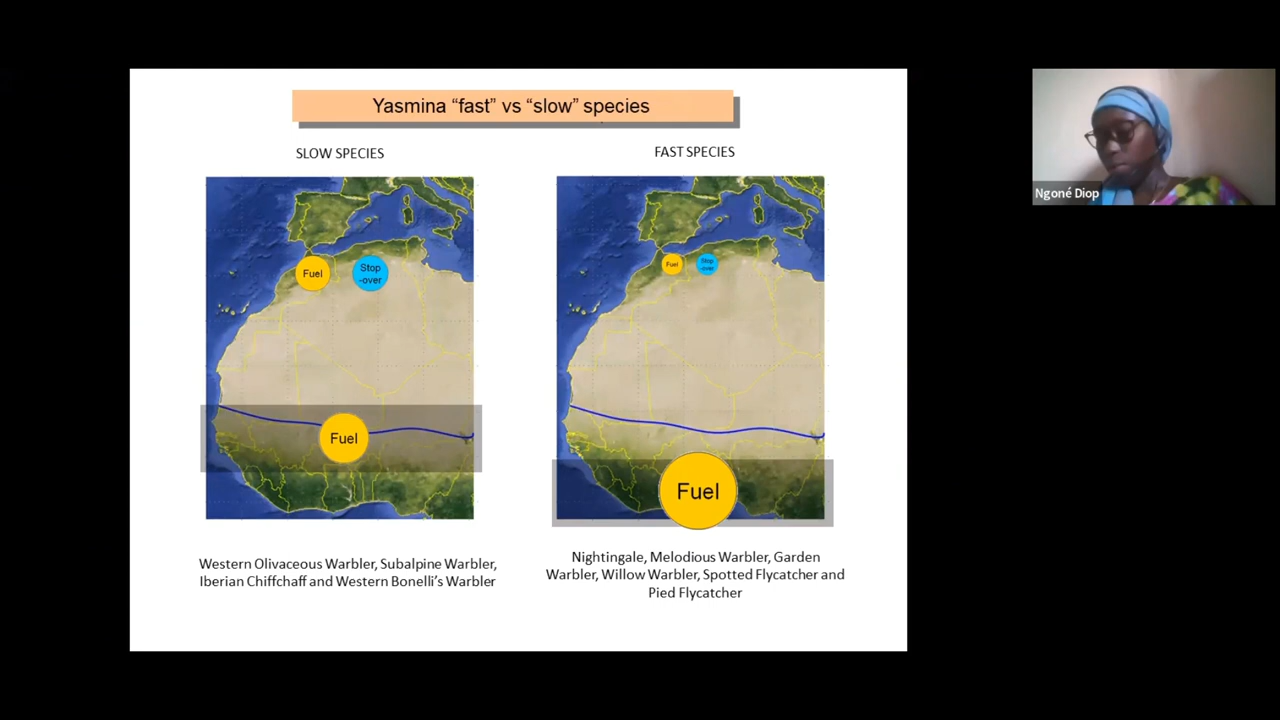 Yasmina “fast” vs “slow” species
SLOW SPECIES
FAST SPECIES
Fuel
Stop
-over
Fuel
Fuel
Stop
-over
Fuel
Western Olivaceous Warbler, Subalpine Warbler,
Iberian Chiffchaff and Western Bonelli’s Warbler
Nightingale, Melodious Warbler, Garden
Warbler, Willow Warbler, Spotted Flycatcher and
Pied Flycatcher
Ngoné Diop